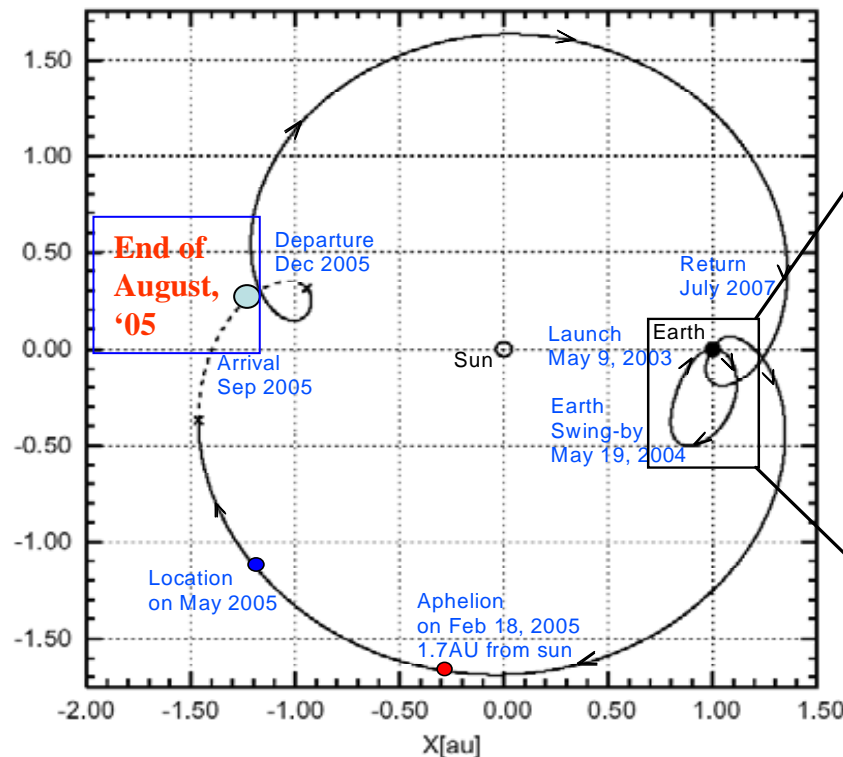 1.50
1.00
0.50
0.00
-0.50
-1.00
-1.50
End of
August,
‘05
Departure
Dec 2005
Return
July 2007
Arrival
Sep 2005
Sun
Launch
May 9, 2003
Earth
Earth
Swing-by
May 19, 2004
Location
on May 2005
Aphelion
on Feb 18, 2005
1.7AU from sun
-2.00 -1.50 -1.00 -0.50 0.00 0.50 1.00 1.50
X[au]